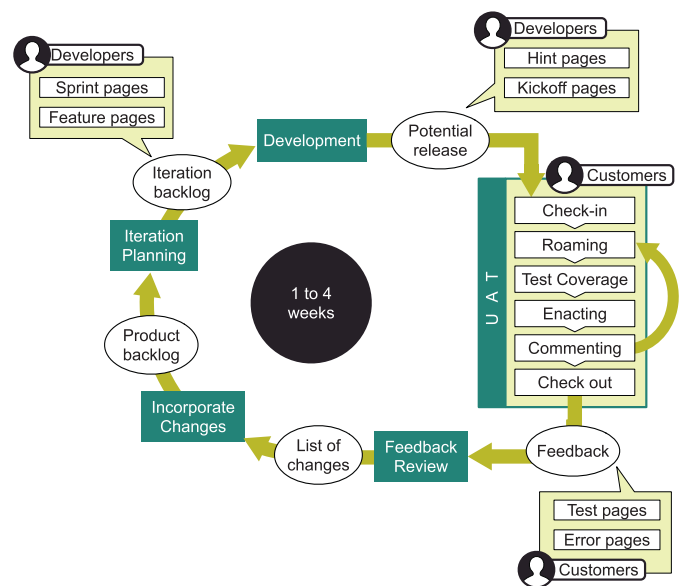 Developers
Sprint pages
Feature pages
Developers
Hint pages
Kickoff pages
Development
Potential
release
Iteration
backlog
Customers
UAT
Check-in
Roaming
Test Coverage
Enacting
Commenting
Check out
Iteration
Planning
1 to 4
weeks
Product
backlog
Incorporate
Changes
List of
changes
Feedback
Review
Feedback
Test pages
Error pages
Customers